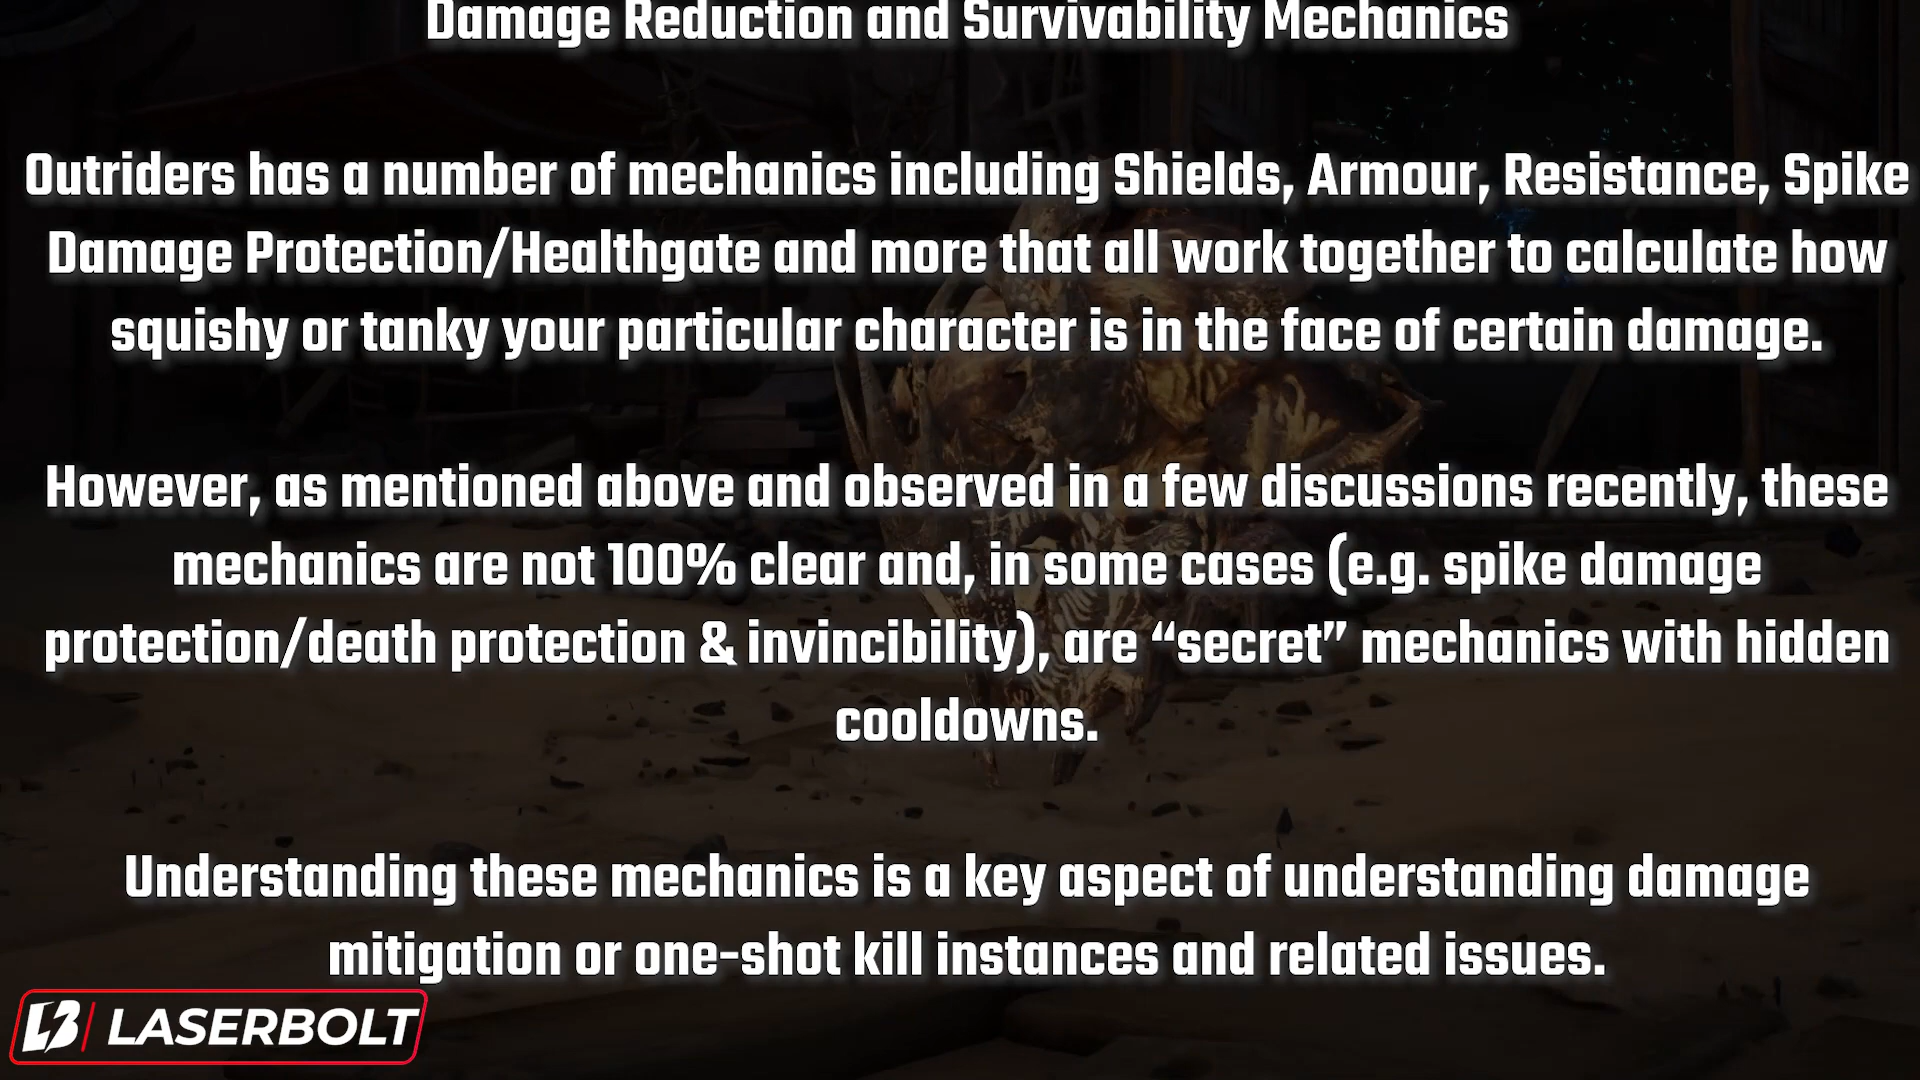 Damage Reduction and Survivability Mechanics
Outriders has a number of mechanics including Shields, Armour, Resistance, Spike
Damage Protection/Healthgate and more that all work together to calculate how
squishy or tanky your particular character is in the face of certain damage.
However, as mentioned above and observed in a few discussions recently, these
mechanics are not 100% clear and, in some cases (e.g. spike damage
protection/death protection & invincibility), are “secret” mechanics with hidden
cooldowns.
Understanding these mechanics is a key aspect of understanding damage
mitigation or one-shot kill instances and related issues.
LB LASERBOLT